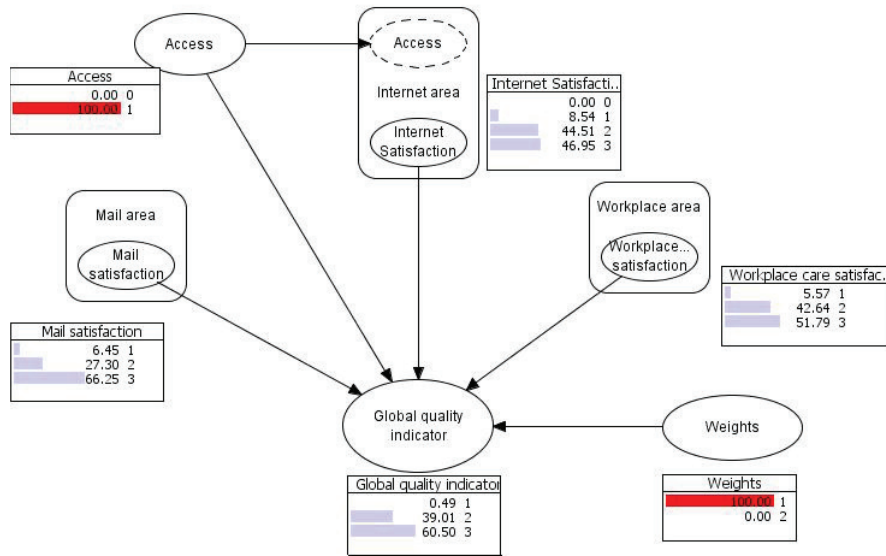 Access
Access
Access
0.00 0
100.00 1
Internet area
Internet
Satisfaction
Internet Satisfacti..
0.00 0
8.54 1
44.51 2
46.95 3
Mail area
Mail
satisfaction
Workplace area
Workplace...
satisfaction
Workplace care satisfac..
5.57 1
42.64 2
51.79 3
Mail satisfaction
6.45 1
27.30 2
66.25 3
Global quality
indicator
Weights
Global quality indicator
0.49 1
39.01 2
60.50 3
Weights
100.00 1
0.00 2